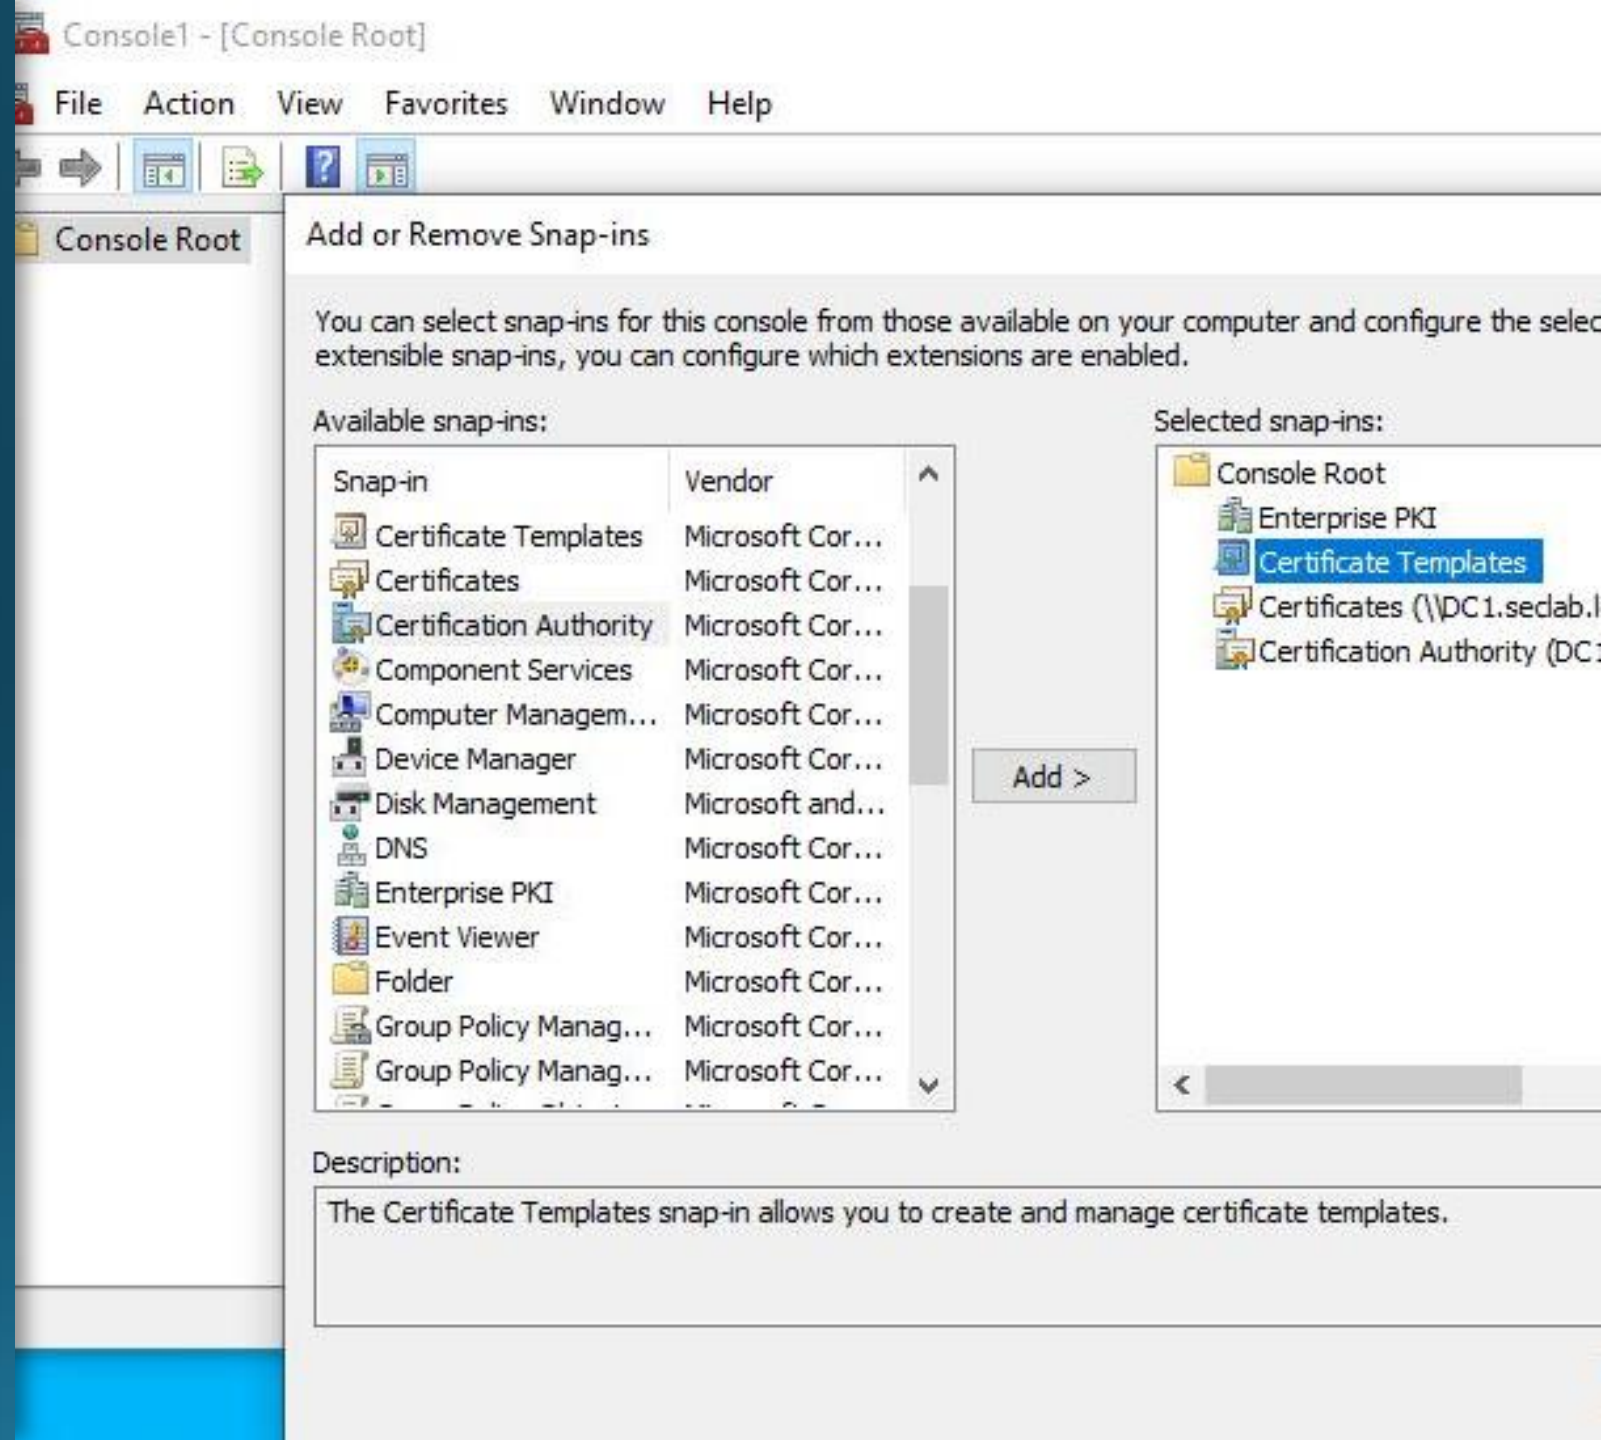 Console1 - [Console Root]
File Action View Favorites Window Help
Console Root
Add or Remove Snap-ins
You can select snap-ins for this console from those available on your computer and configure the selec
extensible snap-ins, you can configure which extensions are enabled.
Available snap-ins:
Snap-in Vendor
Certificate Templates Microsoft Cor...
Certificates Microsoft Cor...
Certification Authority Microsoft Cor...
Component Services Microsoft Cor...
Computer Managem... Microsoft Cor...
Device Manager Microsoft Cor...
Disk Management Microsoft and...
DNS Microsoft Cor...
Enterprise PKI Microsoft Cor...
Event Viewer Microsoft Cor...
Folder Microsoft Cor...
Group Policy Manag... Microsoft Cor...
Group Policy Manag... Microsoft Cor...
Add >
Selected snap-ins:
Console Root
Enterprise PKI
Certificate Templates
Certificates (\\DC1.seclab.l
Certification Authority (DC1
Description:
The Certificate Templates snap-in allows you to create and manage certificate templates.